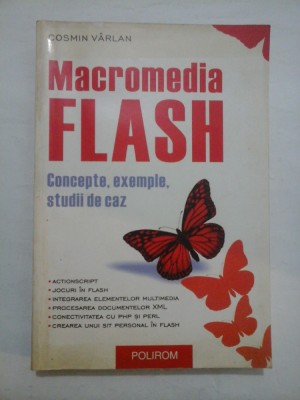 COSMIN VÂRLAN
Macromedia
FLASH
Concepte, exemple,
studii de caz
• ACTIONSCRIPT
• JOCURI ÎN FLASH
• INTEGRAREA ELEMENTELOR MULTIMEDIA
• PROCESAREA DOCUMENTELOR XML
• CONECTIVITATEA CU PHP ȘI PERL
• CREAREA UNUI SIT PERSONAL ÎN FLASH
POLIROM